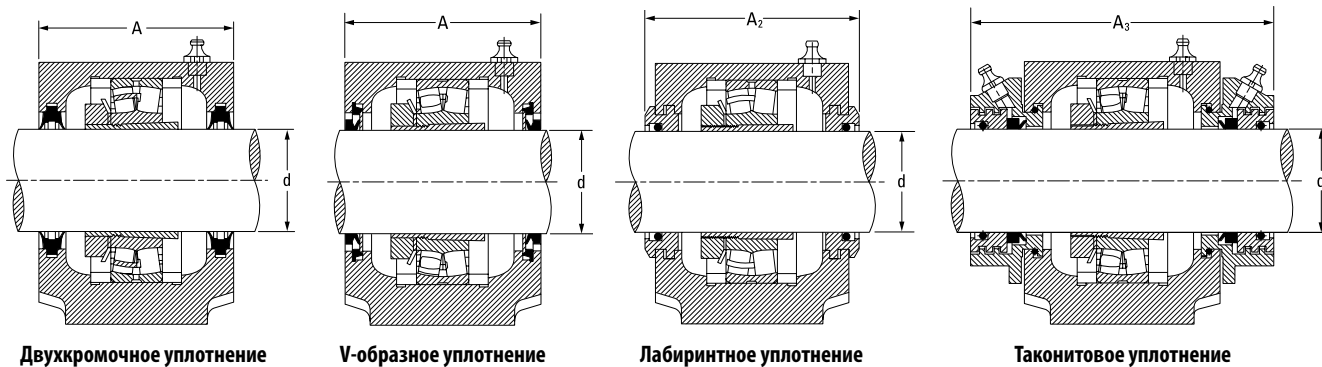 A
A
A₂
A₃
d
d
d
d
Двухкромочное уплотнение
V-образное уплотнение
Лабиринтное уплотнение
Таконитовое уплотнение